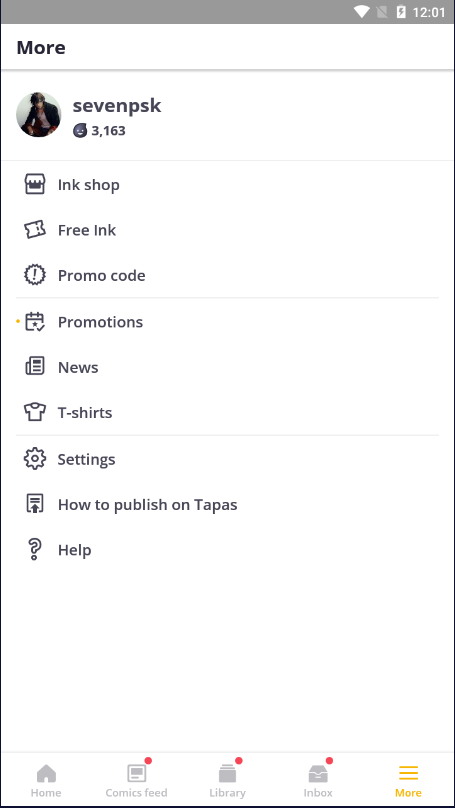 12:01
More
sevenpsk
3,163
Ink shop
Free Ink
Promo code
Promotions
News
T-shirts
Settings
How to publish on Tapas
Help
Home Comics feed Library Inbox More